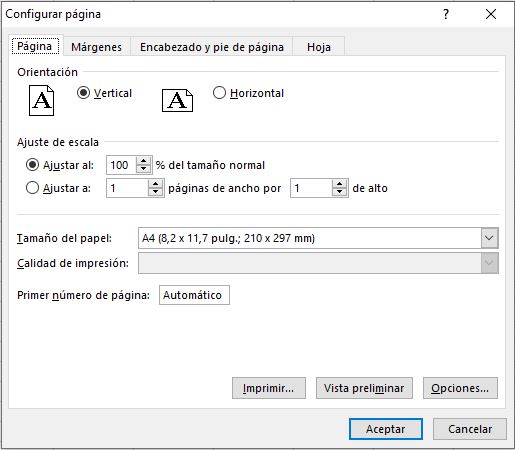 Configurar página ? ×
Página Márgenes Encabezado y pie de página Hoja
Orientación
A Vertical A Horizontal
Ajuste de escala
Ajustar al: 100 % del tamaño normal
Ajustar a: 1 páginas de ancho por 1 de alto
Tamaño del papel: A4 (8,2 x 11,7 pulg.; 210 x 297 mm)
Calidad de impresión:
Primer número de página: Automático
Imprimir... Vista preliminar Opciones...
Aceptar Cancelar